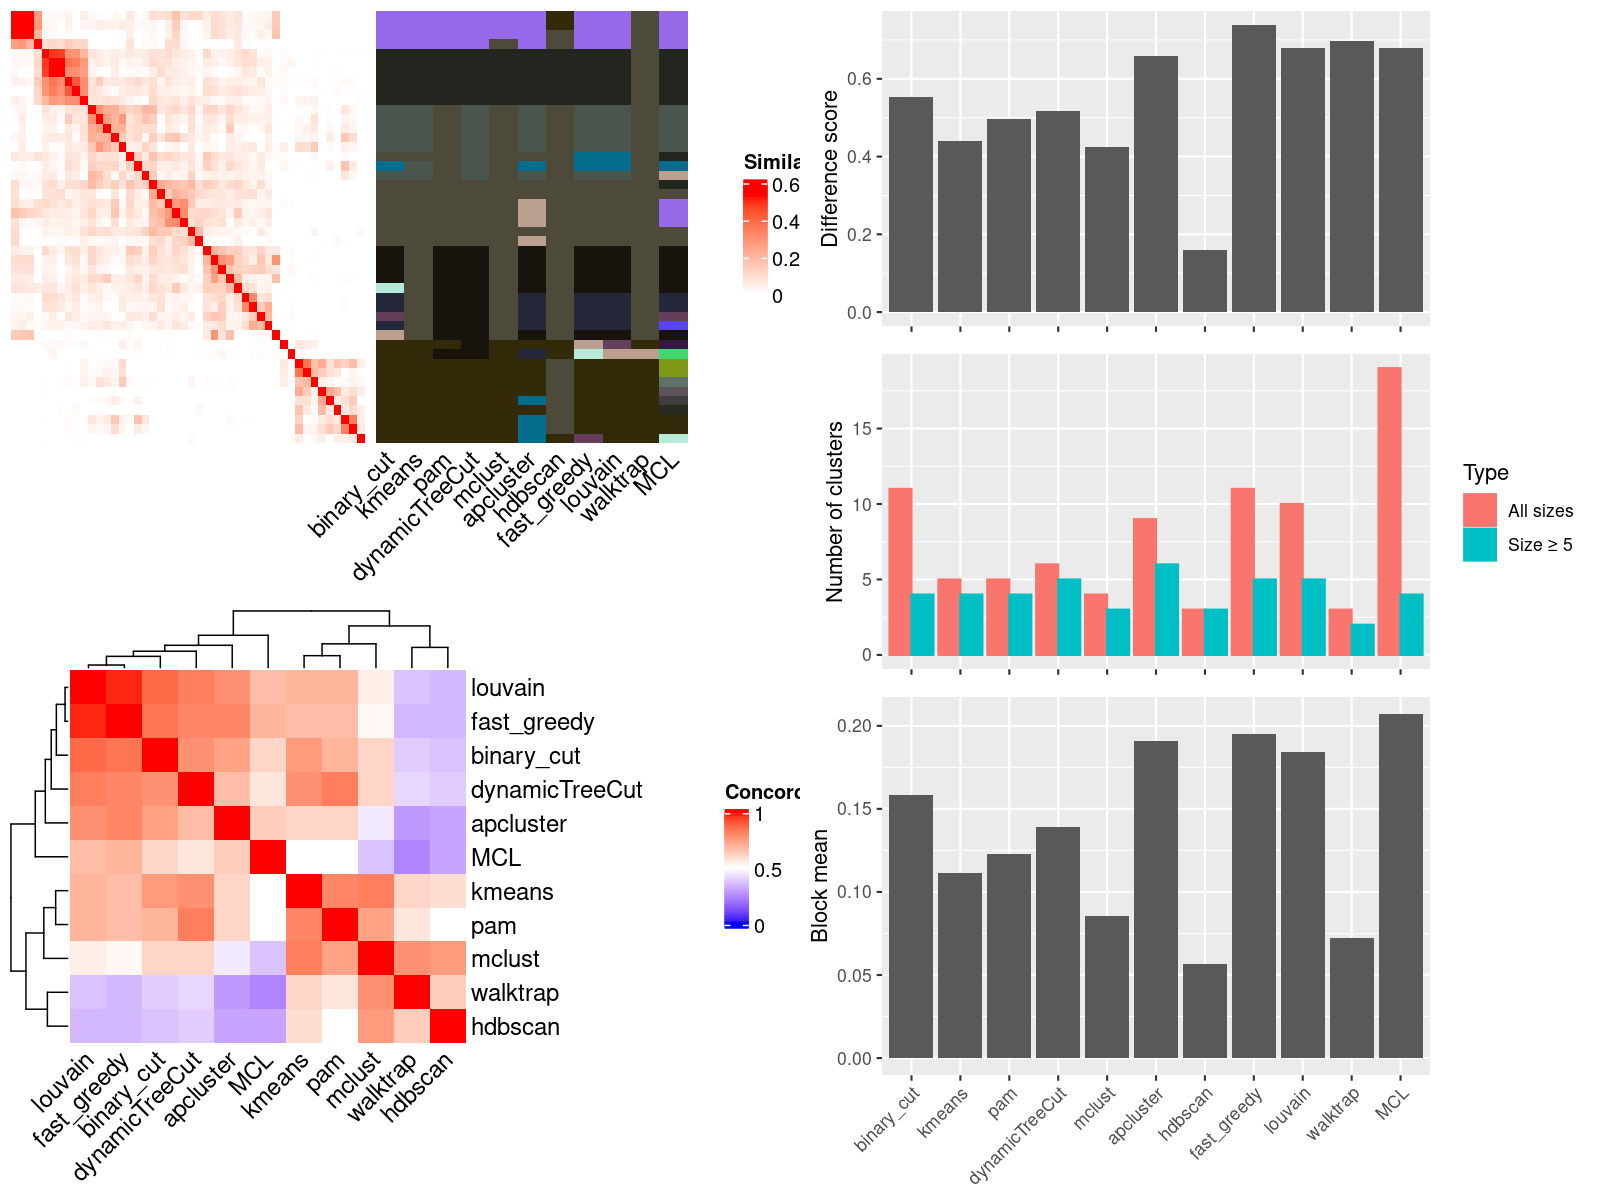 Simila
0.6
0.4
0.2
0
binary_cut
kmeans
pam
dynamicTreeCut
mclust
apcluster
hdbscan
fast_greedy
louvain
walktrap
MCL
louvain
fast_greedy
binary_cut
dynamicTreeCut
apcluster
MCL
kmeans
pam
mclust
walktrap
hdbscan
Concord
1
0.5
0
louvain
fast_greedy
binary_cut
dynamicTreeCut
apcluster
MCL
kmeans
pam
mclust
walktrap
hdbscan
Difference score
0.6
0.4
0.2
0.0
Number of clusters
15
10
5
0
Type
All sizes
Size ≥ 5
Block mean
0.20
0.15
0.10
0.05
0.00
binary_cut
kmeans
pam
dynamicTreeCut
mclust
apcluster
hdbscan
fast_greedy
louvain
walktrap
MCL